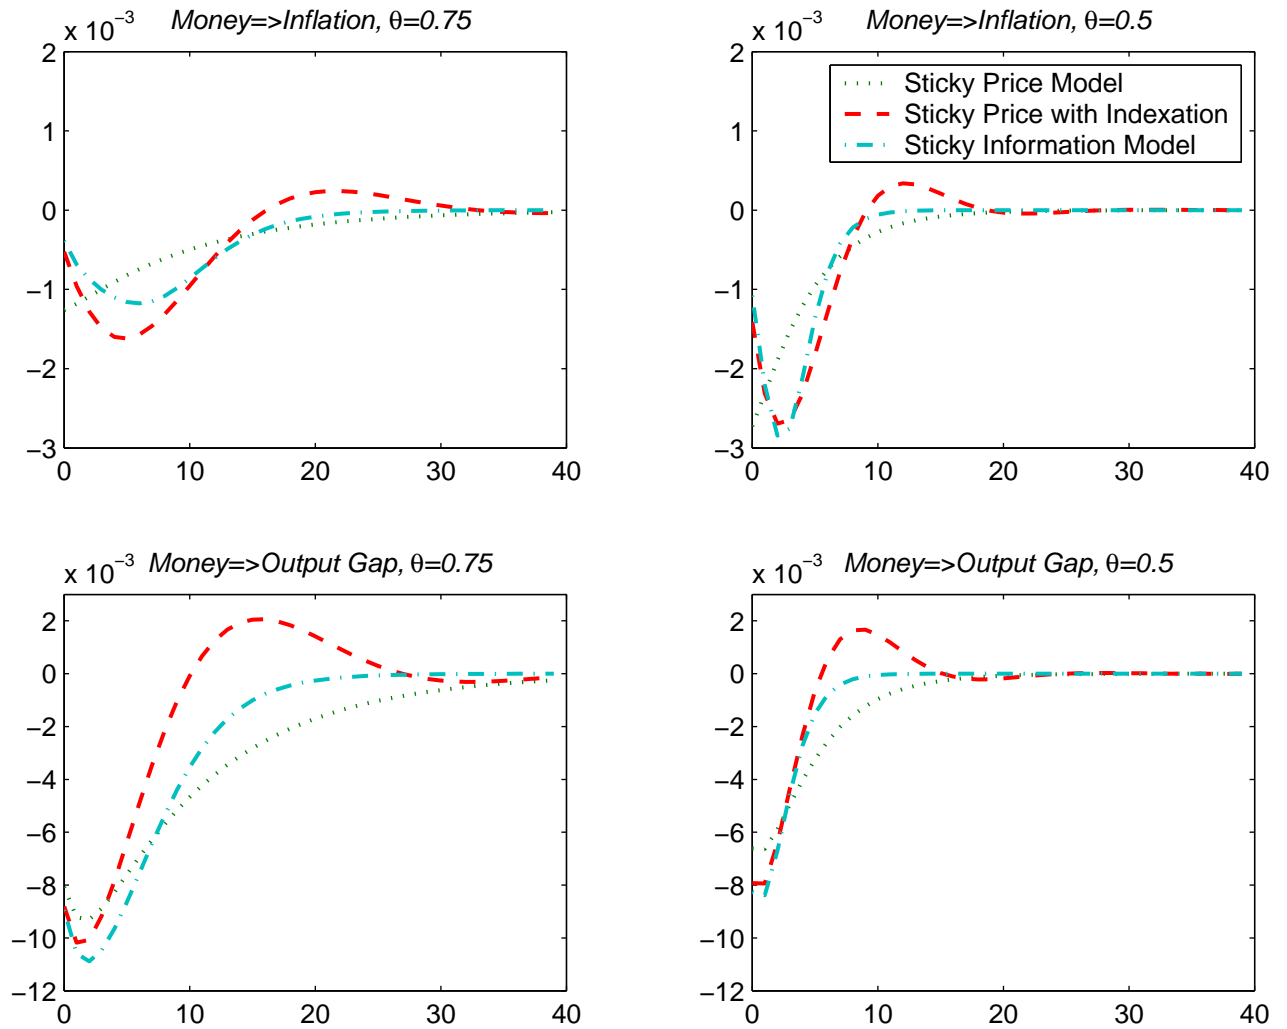 x 10⁻³ Money=>Inflation, θ=0.75
2
1
0
−1
−2
−3
0 10 20 30 40
x 10⁻³ Money=>Inflation, θ=0.5
2
1
0
−1
−2
−3
0 10 20 30 40
Sticky Price Model
Sticky Price with Indexation
Sticky Information Model
x 10⁻³ Money=>Output Gap, θ=0.75
2
0
−2
−4
−6
−8
−10
−12
0 10 20 30 40
x 10⁻³ Money=>Output Gap, θ=0.5
2
0
−2
−4
−6
−8
−10
−12
0 10 20 30 40